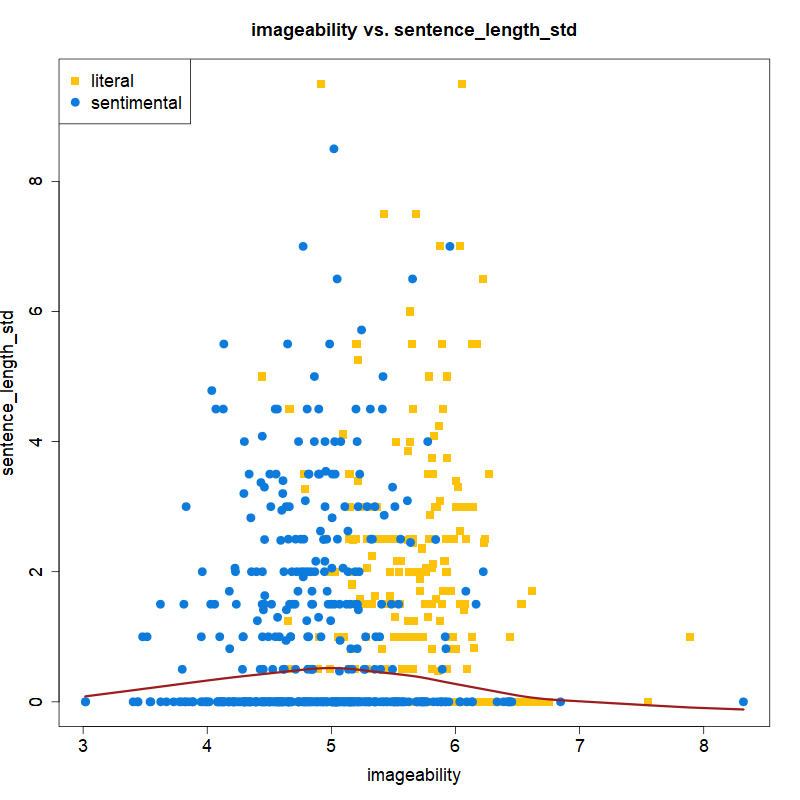 imageability vs. sentence_length_std
literal
sentimental
sentence_length_std
8
6
4
2
0
3 4 5 6 7 8
imageability